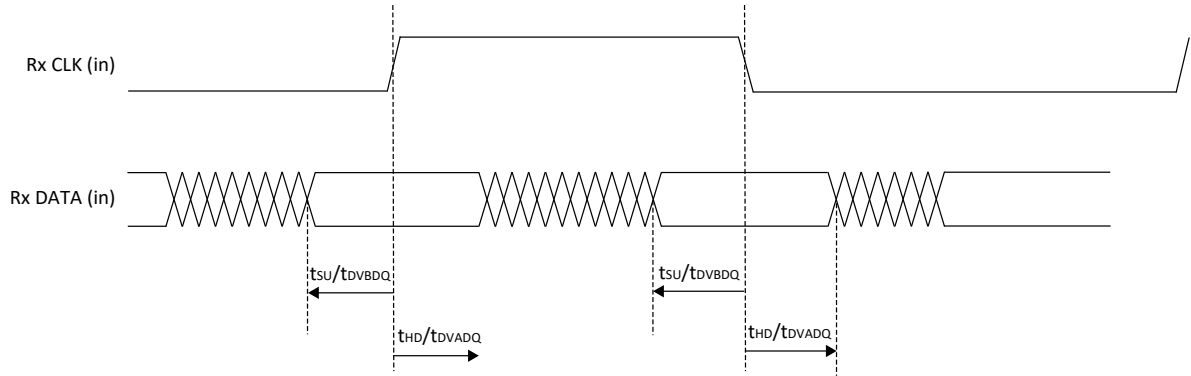 Rx CLK (in)
Rx DATA (in)
tSU/tDVBDQ
tSU/tDVBDQ
tHD/tDVADQ
tHD/tDVADQ